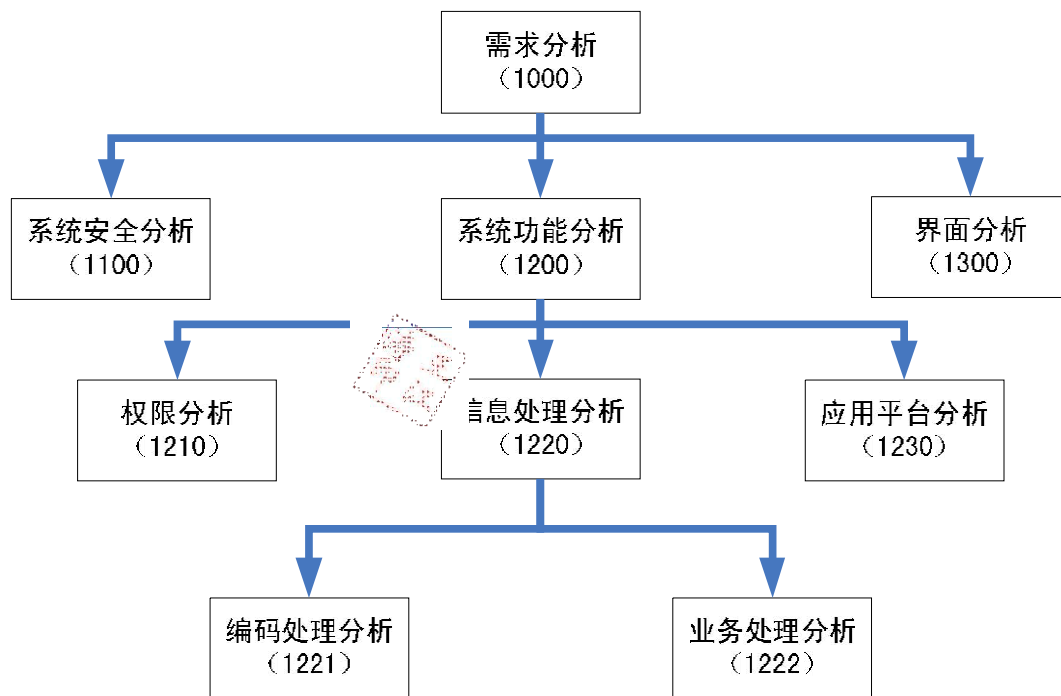 需求分析
（1000）
系统安全分析
（1100）
系统功能分析
（1200）
界面分析
（1300）
权限分析
（1210）
信息处理分析
（1220）
应用平台分析
（1230）
编码处理分析
（1221）
业务处理分析
（1222）